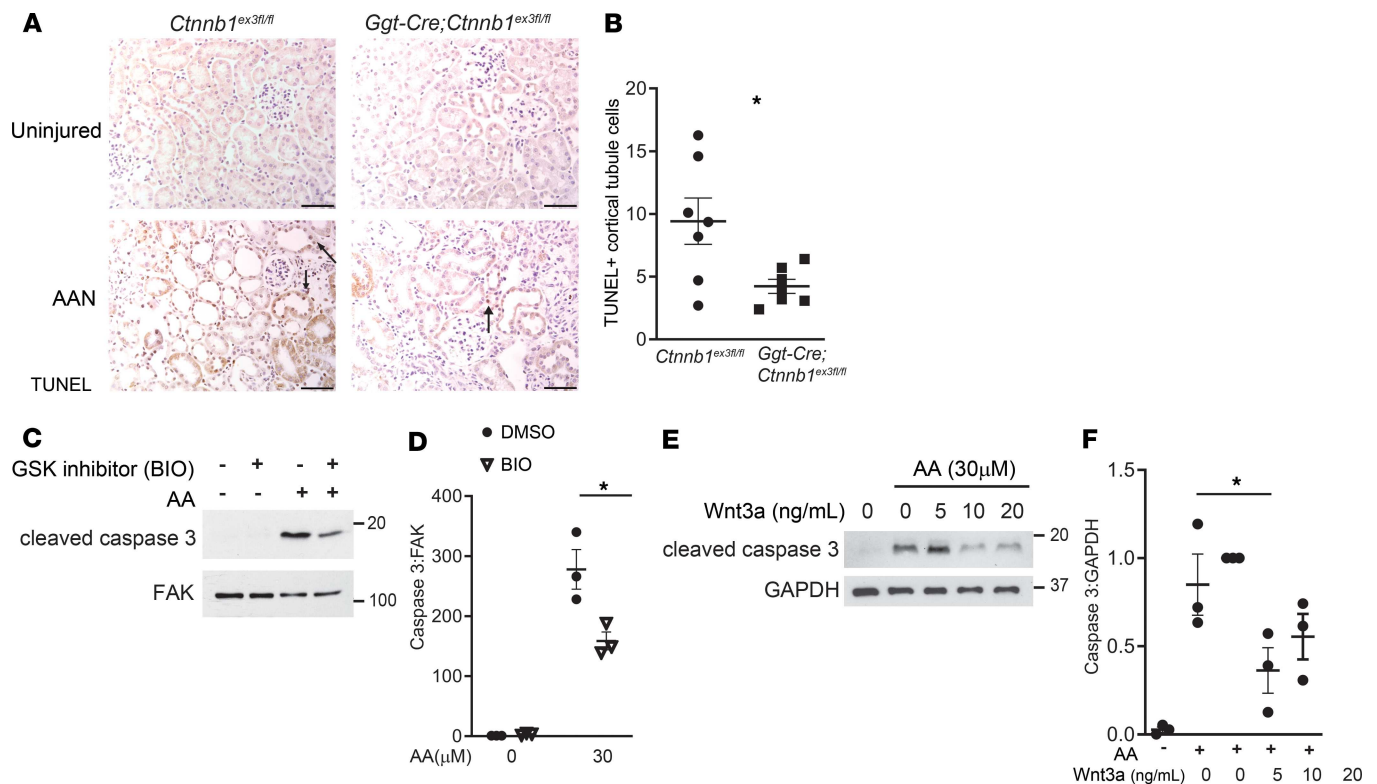 A
Ctnnb1ex3fl/fl
Ggt-Cre;Ctnnb1ex3fl/fl
Uninjured
AAN
TUNEL
B
*
TUNEL+ cortical tubule cells
20
15
10
5
0
Ctnnb1ex3fl/fl
Ggt-Cre;
Ctnnb1ex3fl/fl
C
GSK inhibitor (BIO) - + - +
AA - - + +
cleaved caspase 3
20
FAK
100
D
DMSO
BIO
*
Caspase 3:FAK
400
300
200
100
0
AA(μM) 0 30
E
AA (30μM)
Wnt3a (ng/mL) 0 0 5 10 20
cleaved caspase 3
20
GAPDH
37
F
*
Caspase 3:GAPDH
1.5
1.0
0.5
0.0
AA - + + + +
Wnt3a (ng/mL) 0 0 5 10 20